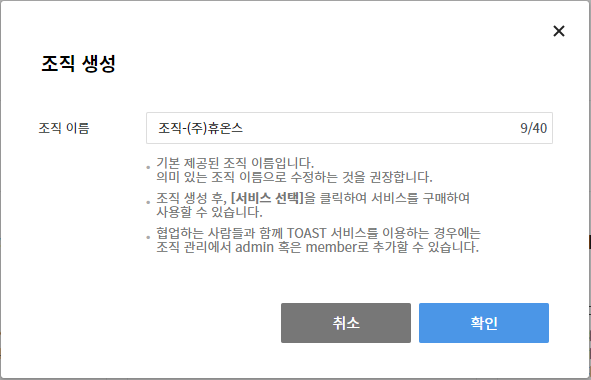 조직 생성
조직 이름
조직-(주)휴온스 9/40
기본 제공된 조직 이름입니다.
의미 있는 조직 이름으로 수정하는 것을 권장합니다.
조직 생성 후, [서비스 선택]을 클릭하여 서비스를 구매하여
사용할 수 있습니다.
협업하는 사람들과 함께 TOAST 서비스를 이용하는 경우에는
조직 관리에서 admin 혹은 member로 추가할 수 있습니다.
취소 확인